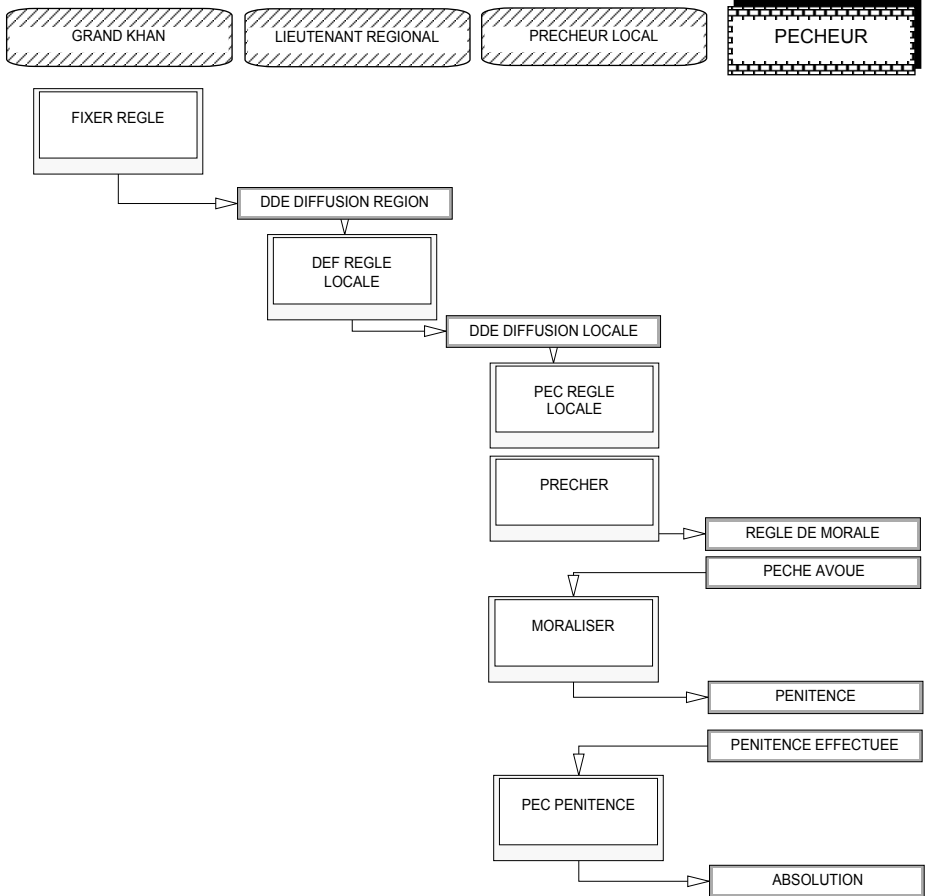 GRAND KHAN
LIEUTENANT REGIONAL
PRECHEUR LOCAL
PECHEUR
FIXER REGLE
DDE DIFFUSION REGION
DEF REGLE
LOCALE
DDE DIFFUSION LOCALE
PEC REGLE
LOCALE
PRECHER
REGLE DE MORALE
PECHE AVOUE
MORALISER
PENITENCE
PENITENCE EFFECTUEE
PEC PENITENCE
ABSOLUTION